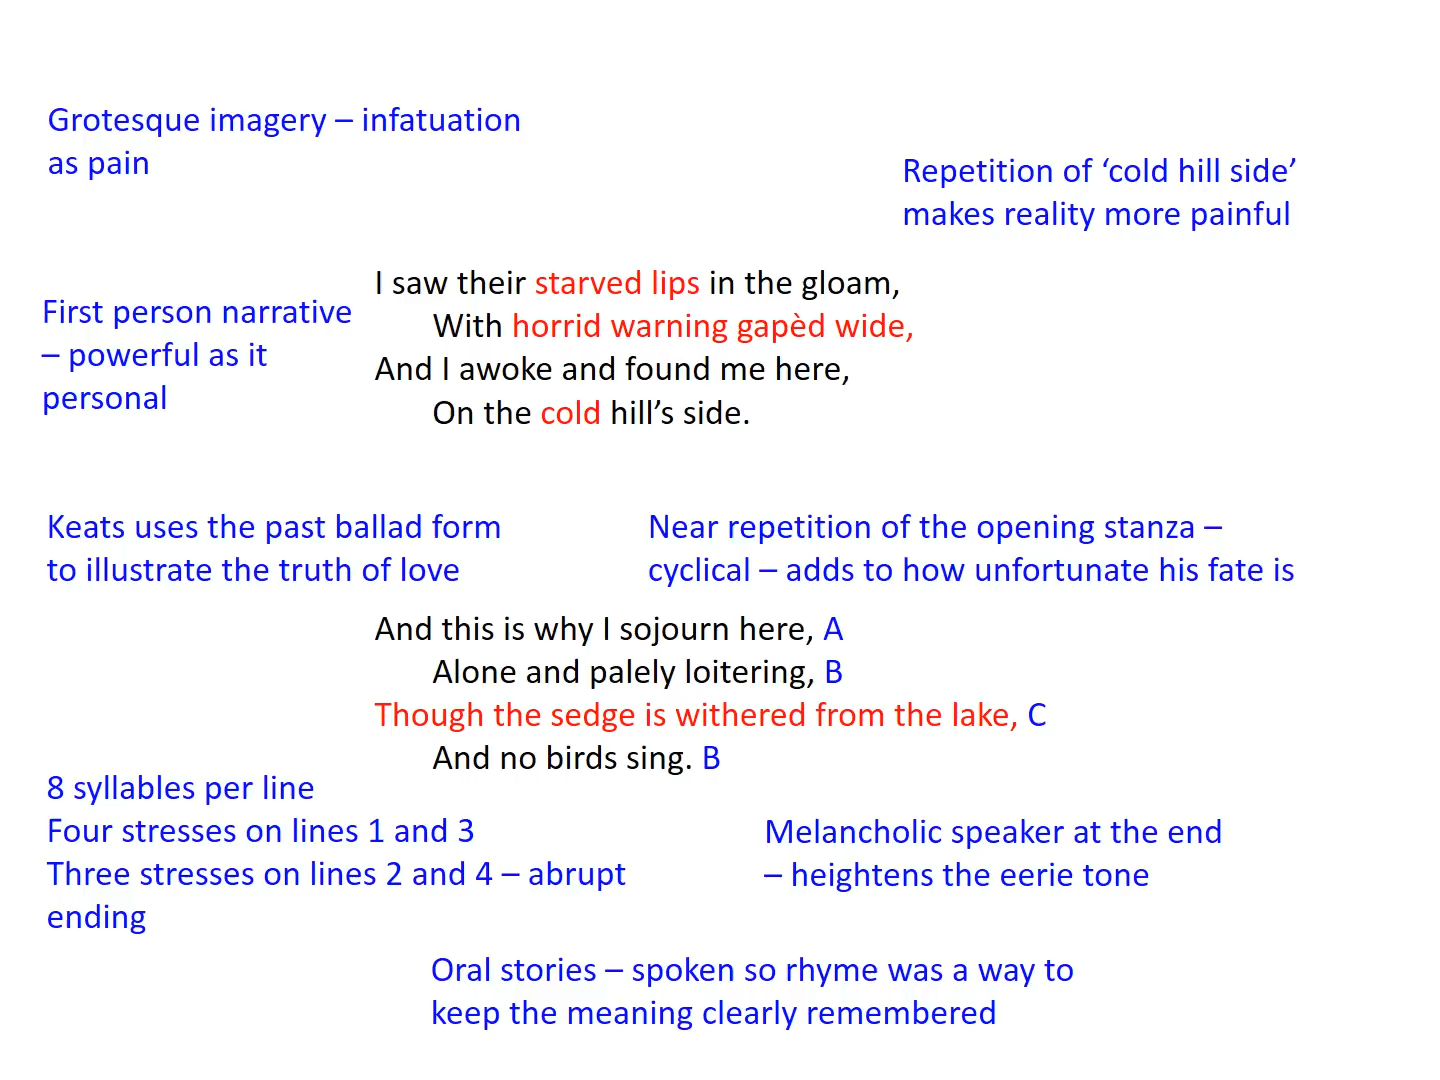 Grotesque imagery – infatuation
as pain
Repetition of ‘cold hill side’
makes reality more painful
I saw their starved lips in the gloam,
With horrid warning gapèd wide,
And I awoke and found me here,
On the cold hill’s side.
First person narrative
– powerful as it
personal
Keats uses the past ballad form
to illustrate the truth of love
Near repetition of the opening stanza –
cyclical – adds to how unfortunate his fate is
And this is why I sojourn here, A
Alone and palely loitering, B
Though the sedge is withered from the lake, C
And no birds sing. B
8 syllables per line
Four stresses on lines 1 and 3
Three stresses on lines 2 and 4 – abrupt
ending
Melancholic speaker at the end
– heightens the eerie tone
Oral stories – spoken so rhyme was a way to
keep the meaning clearly remembered